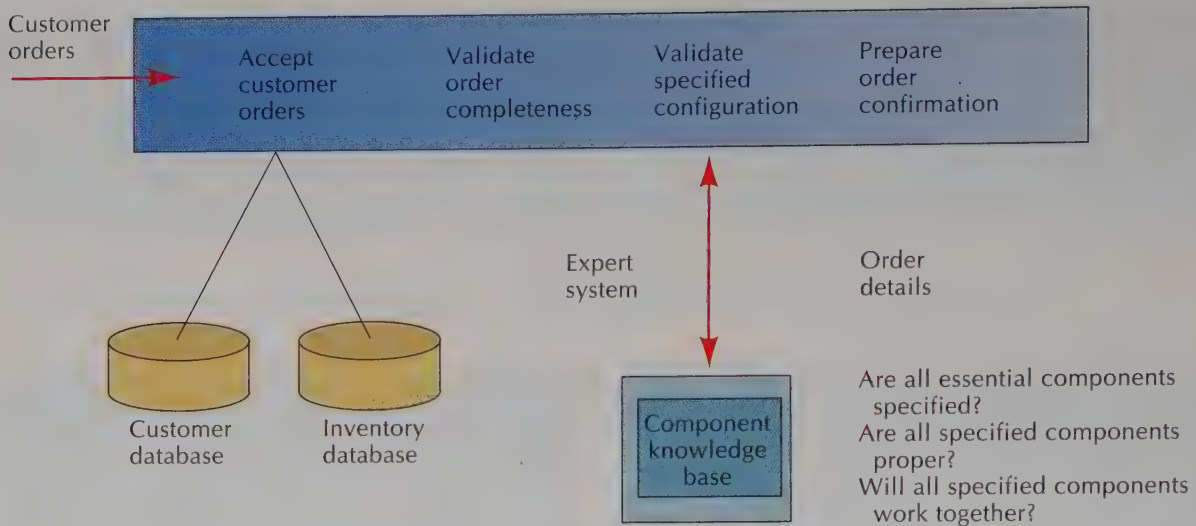 Customer
orders
Accept
customer
orders
Validate
order
completeness
Validate
specified
configuration
Prepare
order
confirmation
Expert
system
Order
details
Customer
database
Inventory
database
Component
knowledge
base
Are all essential components
specified?
Are all specified components
proper?
Will all specified components
work together?